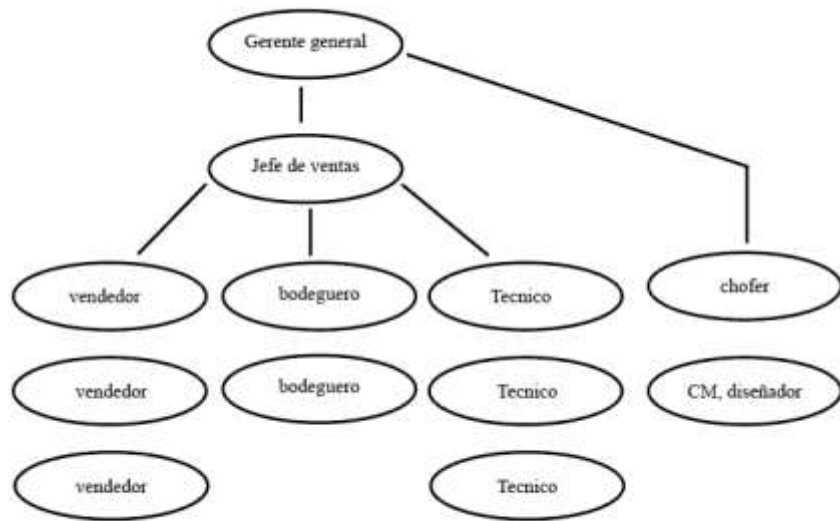 Gerente general
Jefe de ventas
vendedor
bodeguero
Tecnico
chofer
vendedor
bodeguero
Tecnico
CM, diseñador
vendedor
Tecnico